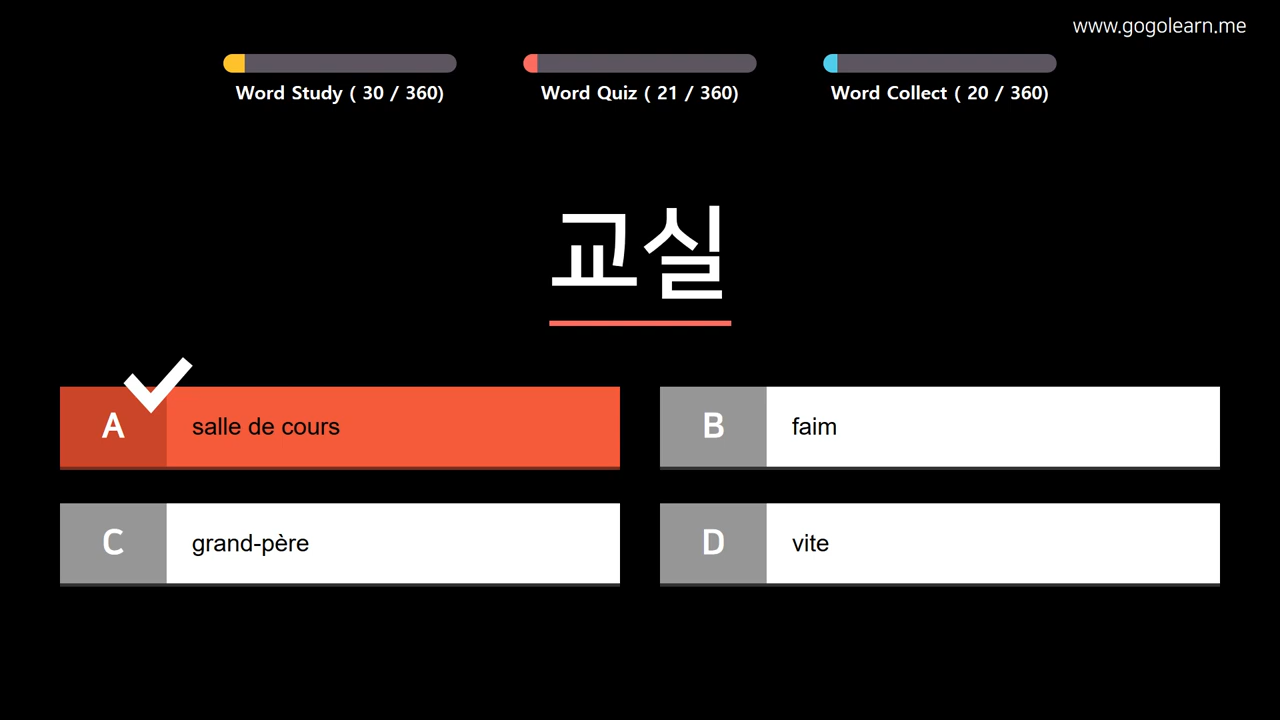 www.gogolearn.me
Word Study ( 30 / 360)
Word Quiz ( 21 / 360)
Word Collect ( 20 / 360)
교실
A salle de cours
B faim
C grand-père
D vite